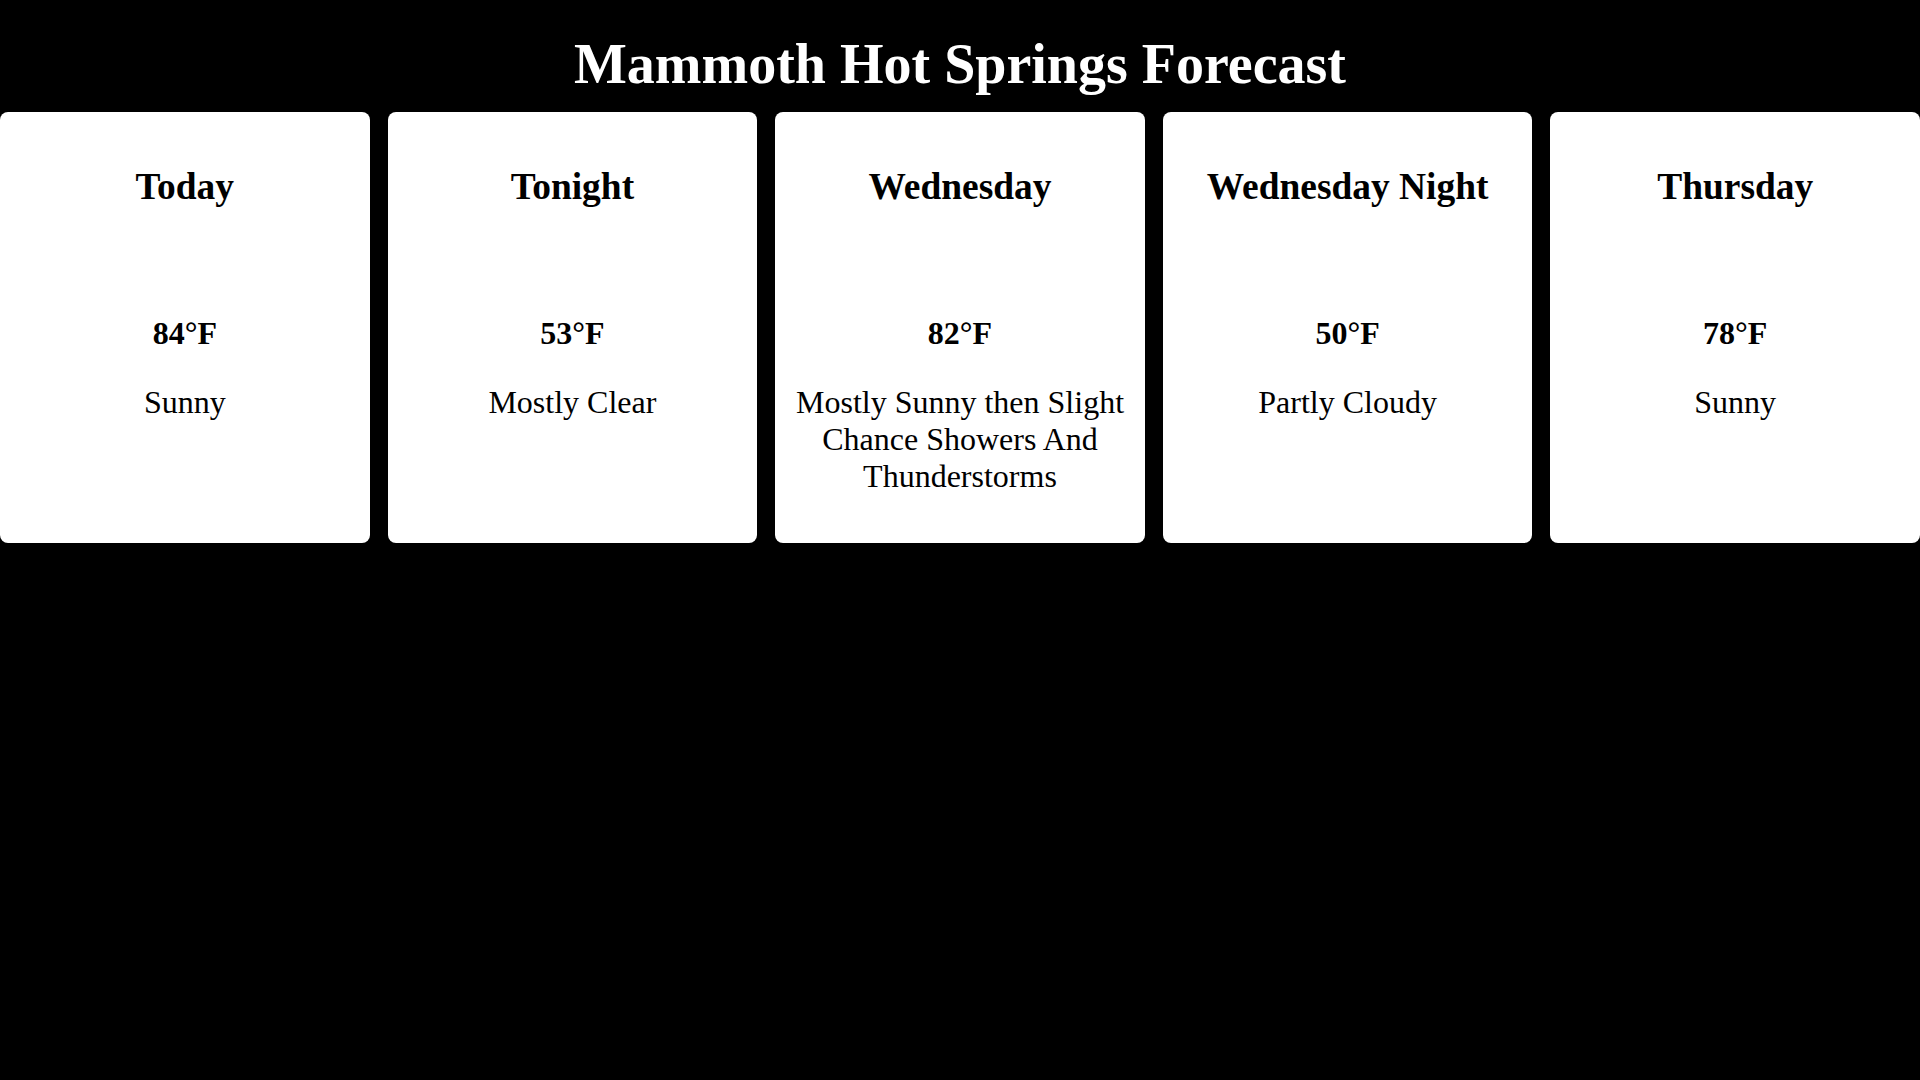 Mammoth Hot Springs Forecast
Today
84°F
Sunny
Tonight
53°F
Mostly Clear
Wednesday
82°F
Mostly Sunny then Slight
Chance Showers And
Thunderstorms
Wednesday Night
50°F
Partly Cloudy
Thursday
78°F
Sunny